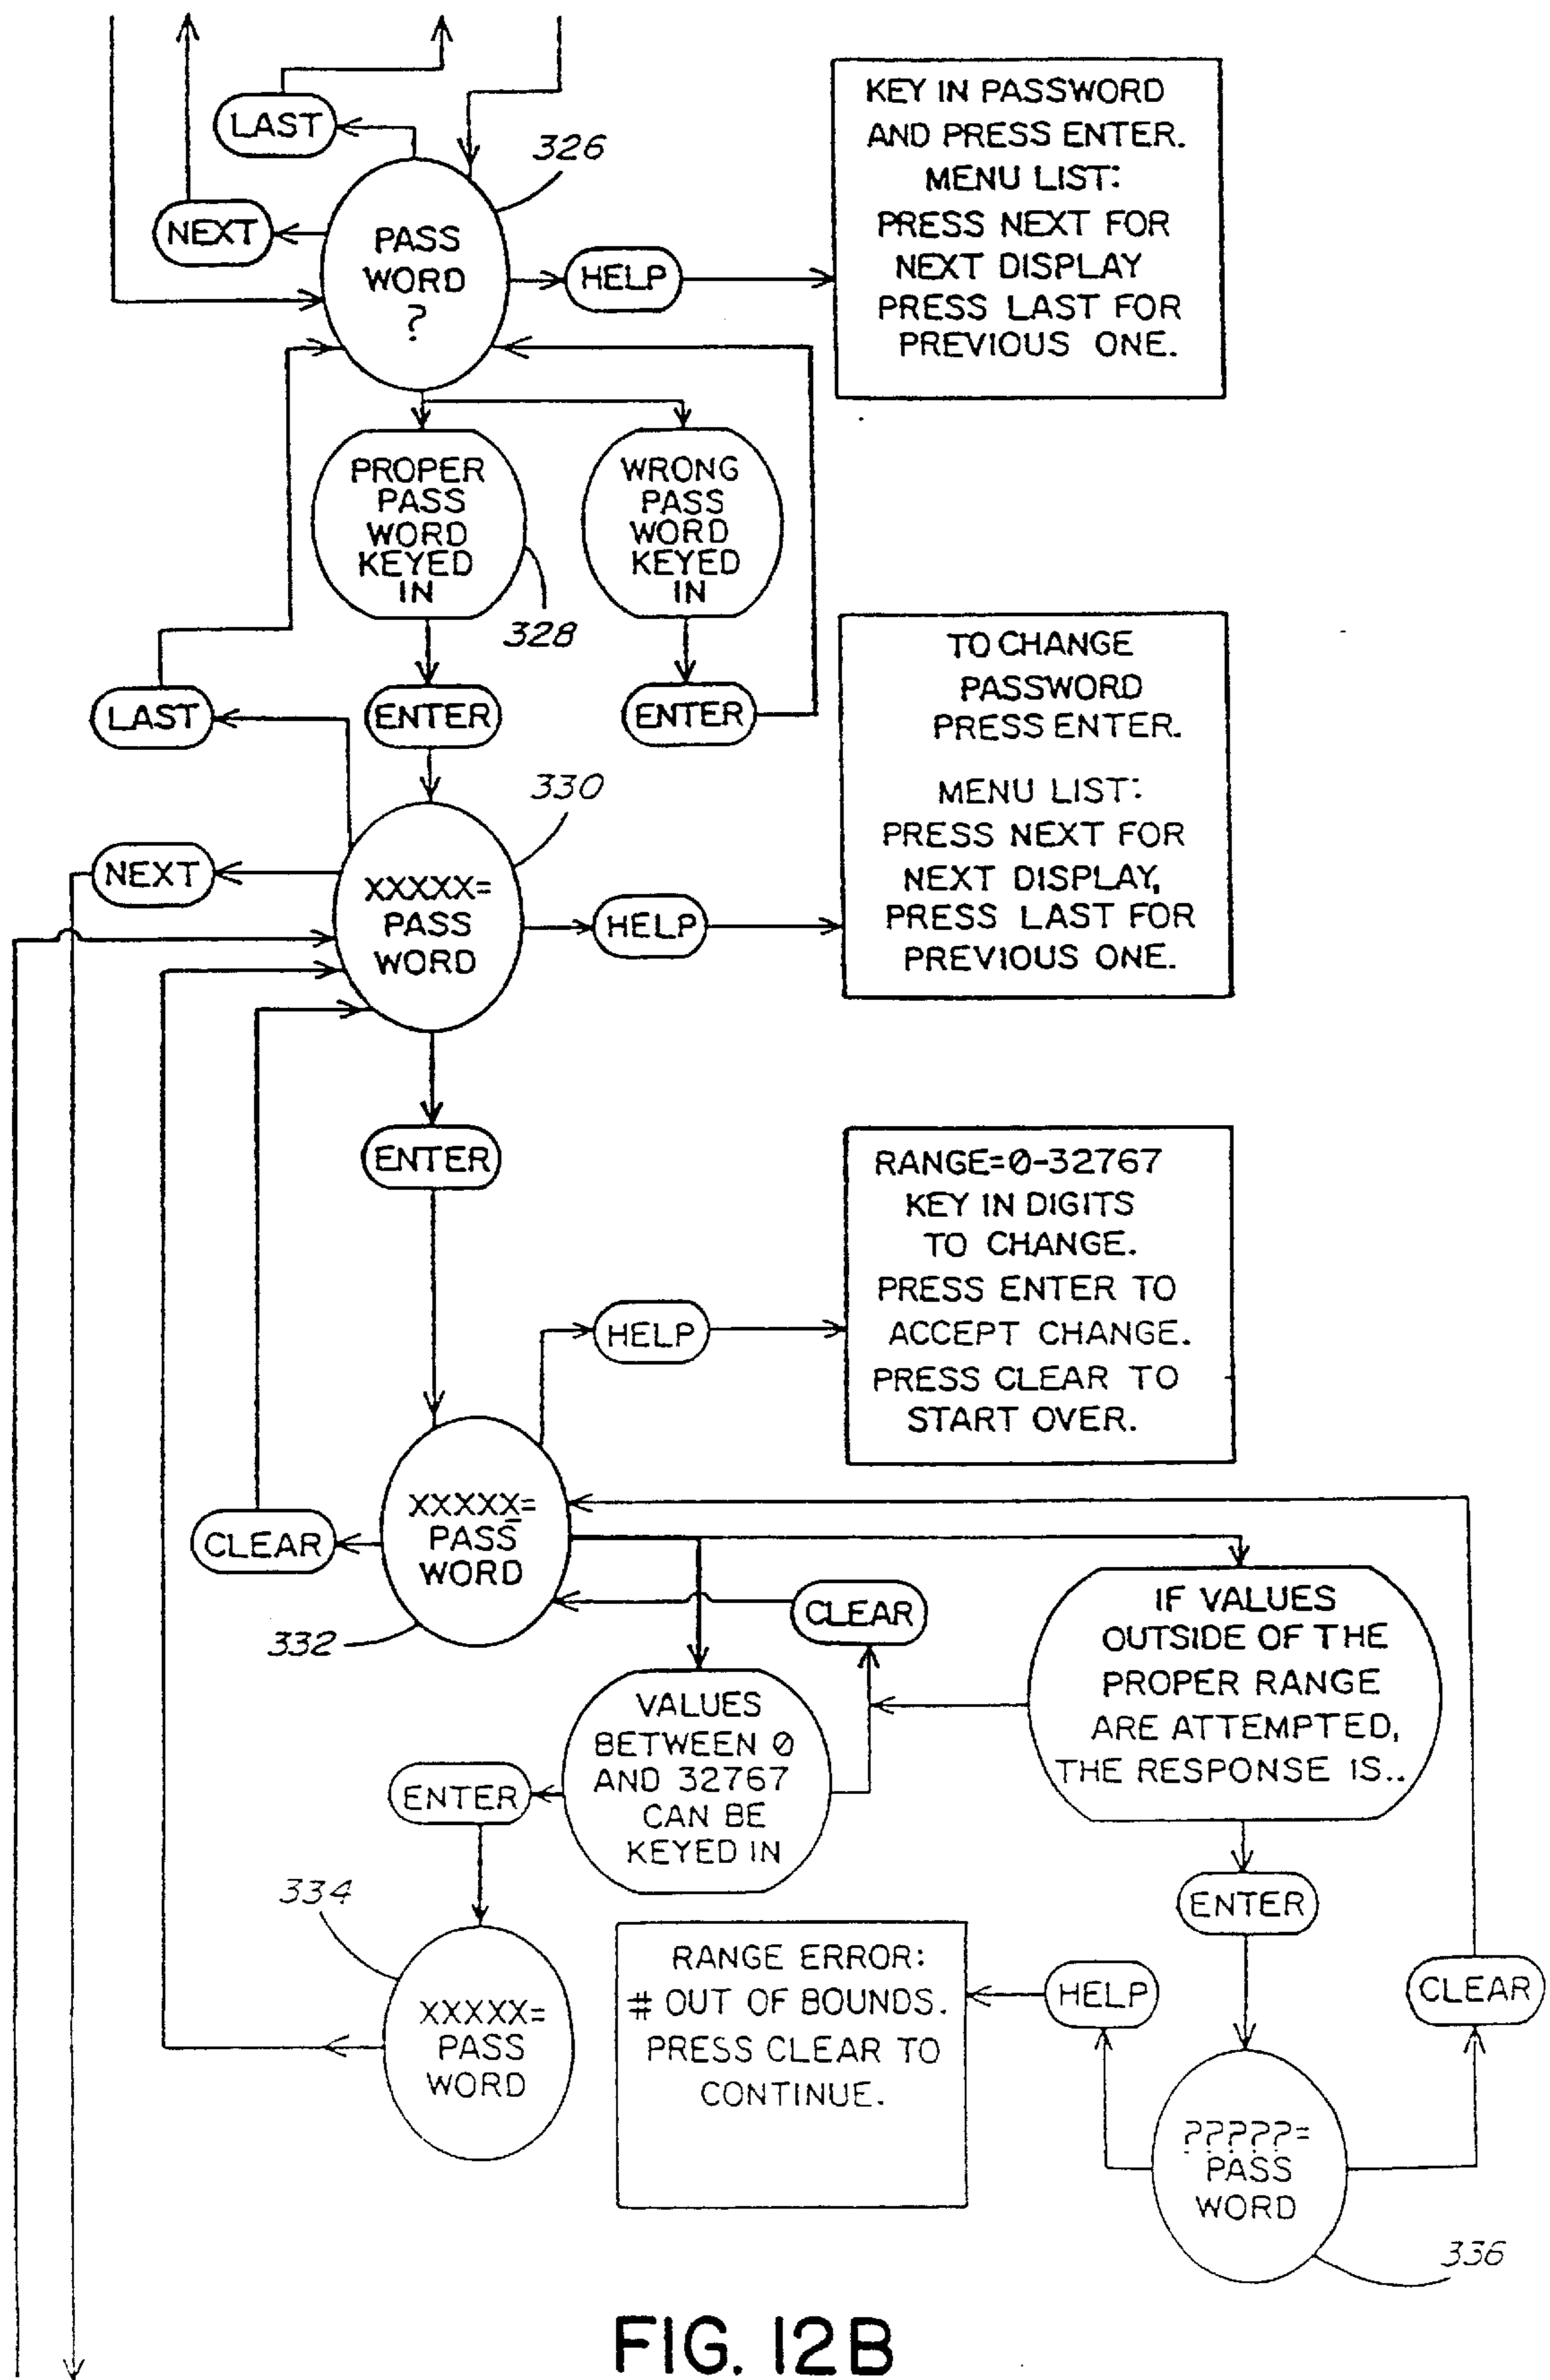 LAST
326
NEXT
PASS
WORD
?
HELP
KEY IN PASSWORD
AND PRESS ENTER.
MENU LIST:
PRESS NEXT FOR
NEXT DISPLAY
PRESS LAST FOR
PREVIOUS ONE.
PROPER
PASS
WORD
KEYED
IN
328
WRONG
PASS
WORD
KEYED
IN
LAST
ENTER
ENTER
TO CHANGE
PASSWORD
PRESS ENTER.
MENU LIST:
PRESS NEXT FOR
NEXT DISPLAY,
PRESS LAST FOR
PREVIOUS ONE.
330
NEXT
XXXXX=
PASS
WORD
HELP
ENTER
RANGE=0-32767
KEY IN DIGITS
TO CHANGE.
PRESS ENTER TO
ACCEPT CHANGE.
PRESS CLEAR TO
START OVER.
HELP
CLEAR
XXXXX=
PASS
WORD
332
CLEAR
IF VALUES
OUTSIDE OF THE
PROPER RANGE
ARE ATTEMPTED,
THE RESPONSE IS..
VALUES
BETWEEN 0
AND 32767
CAN BE
KEYED IN
ENTER
334
XXXXX=
PASS
WORD
ENTER
RANGE ERROR:
# OUT OF BOUNDS.
PRESS CLEAR TO
CONTINUE.
HELP
CLEAR
?????=
PASS
WORD
336
FIG. 12B